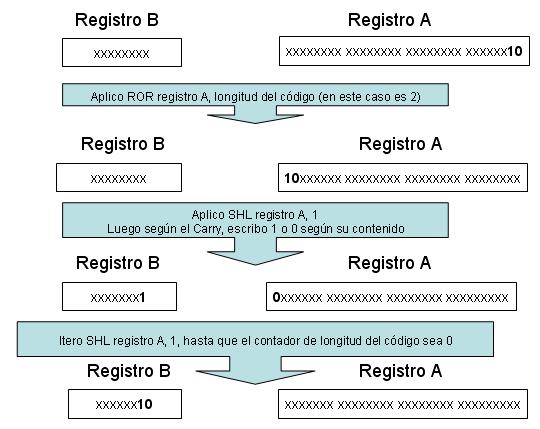 Registro B Registro A
xxxxxxxx xxxxxxxx xxxxxxxx xxxxxxxx xxxxxx10
Aplico ROR registro A, longitud del código (en este caso es 2)
Registro B Registro A
xxxxxxxx 10xxxxxx xxxxxxxx xxxxxxxx xxxxxxxx
Aplico SHL registro A, 1
Luego según el Carry, escribo 1 o 0 según su contenido
Registro B Registro A
xxxxxxx1 0xxxxxx xxxxxxxx xxxxxxxx xxxxxxxxx
Itero SHL registro A, 1, hasta que el contador de longitud del código sea 0
Registro B Registro A
xxxxxx10 xxxxxxx xxxxxxxx xxxxxxxx xxxxxxxxx